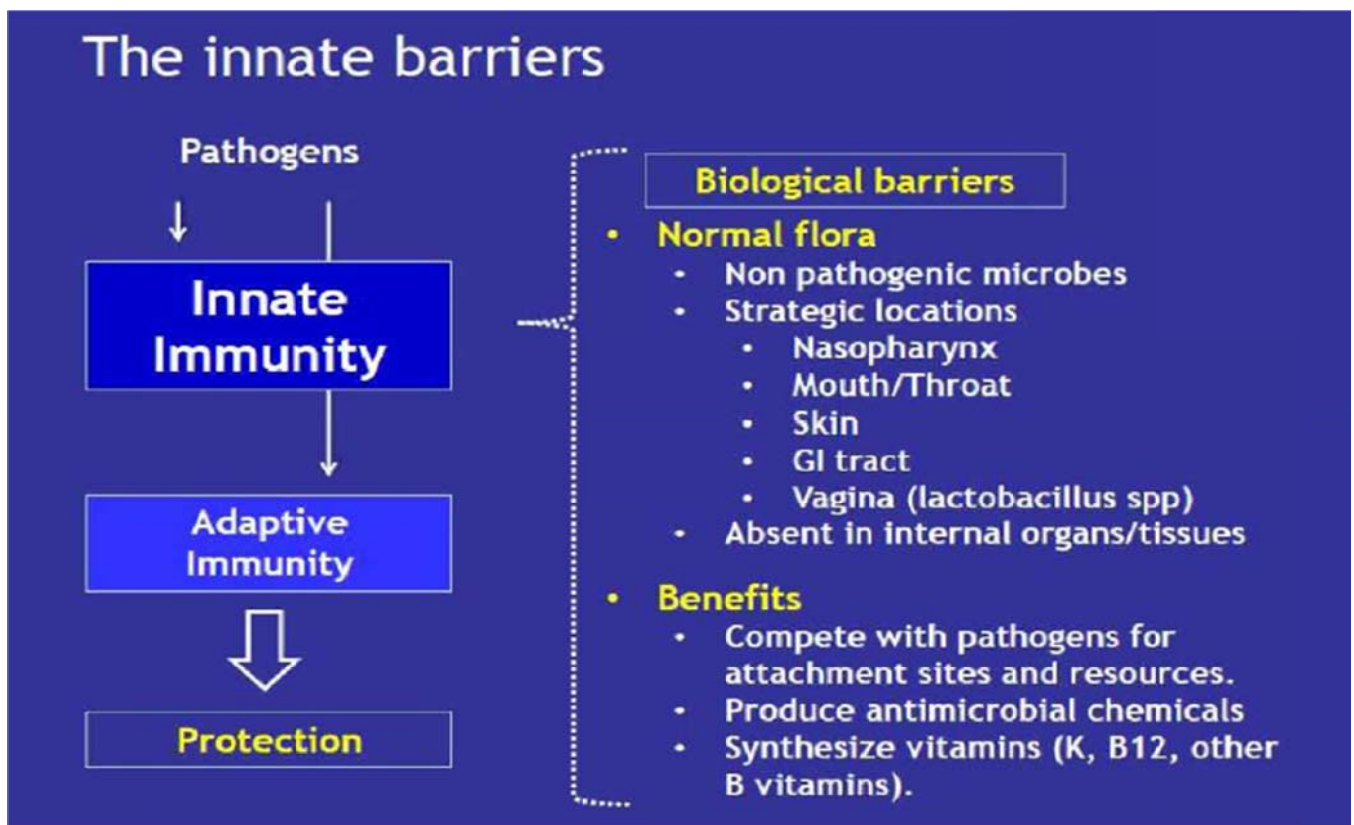 The innate barriers
Pathogens
Innate
Immunity
Adaptive
Immunity
Protection
Biological barriers
• Normal flora
• Non pathogenic microbes
• Strategic locations
• Nasopharynx
• Mouth/Throat
• Skin
• GI tract
• Vagina (lactobacillus spp)
• Absent in internal organs/tissues
• Benefits
• Compete with pathogens for
attachment sites and resources.
• Produce antimicrobial chemicals
• Synthesize vitamins (K, B12, other
B vitamins).